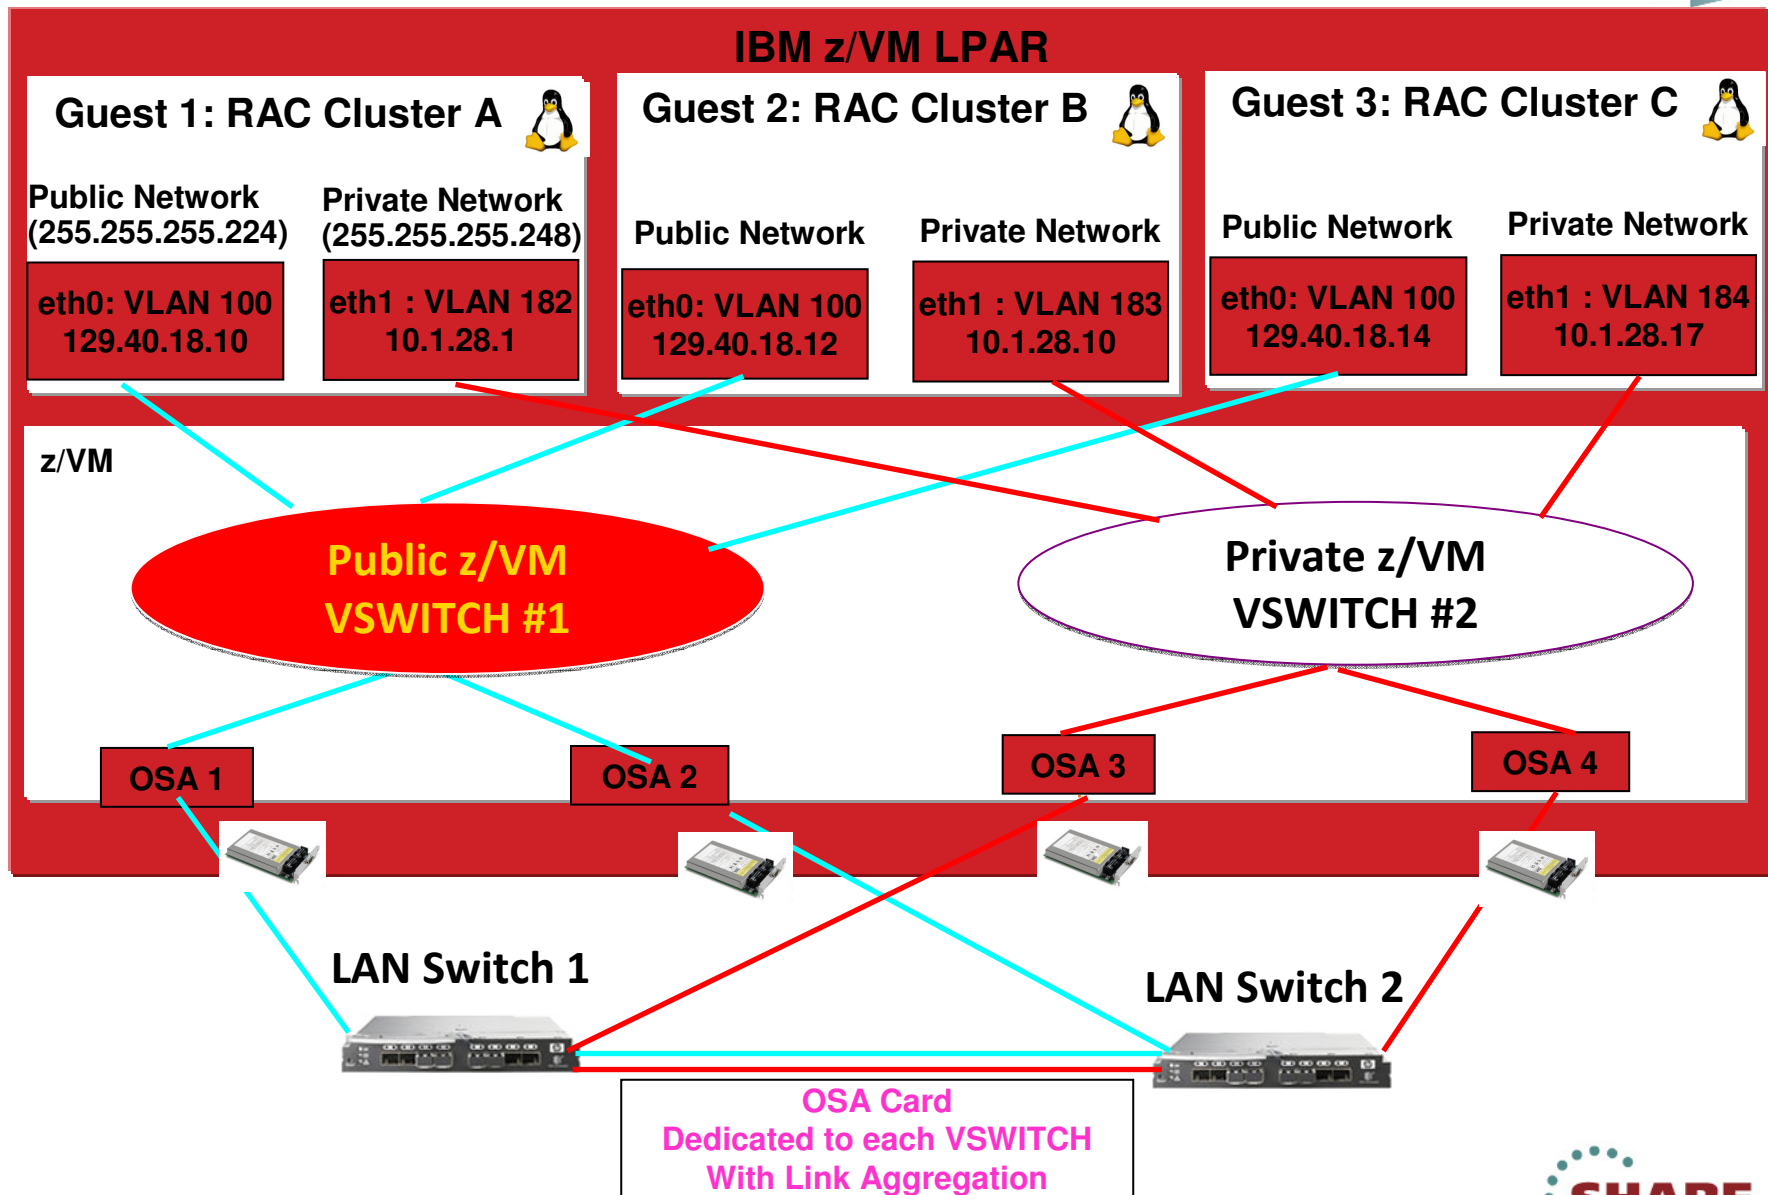 IBM z/VM LPAR
Guest 1: RAC Cluster A
Public Network
(255.255.255.224)
Private Network
(255.255.255.248)
eth0: VLAN 100
129.40.18.10
eth1 : VLAN 182
10.1.28.1
Guest 2: RAC Cluster B
Public Network
Private Network
eth0: VLAN 100
129.40.18.12
eth1 : VLAN 183
10.1.28.10
Guest 3: RAC Cluster C
Public Network
Private Network
eth0: VLAN 100
129.40.18.14
eth1 : VLAN 184
10.1.28.17
z/VM
Public z/VM
VSWITCH #1
Private z/VM
VSWITCH #2
OSA 1
OSA 2
OSA 3
OSA 4
LAN Switch 1
LAN Switch 2
OSA Card
Dedicated to each VSWITCH
With Link Aggregation
SHARE